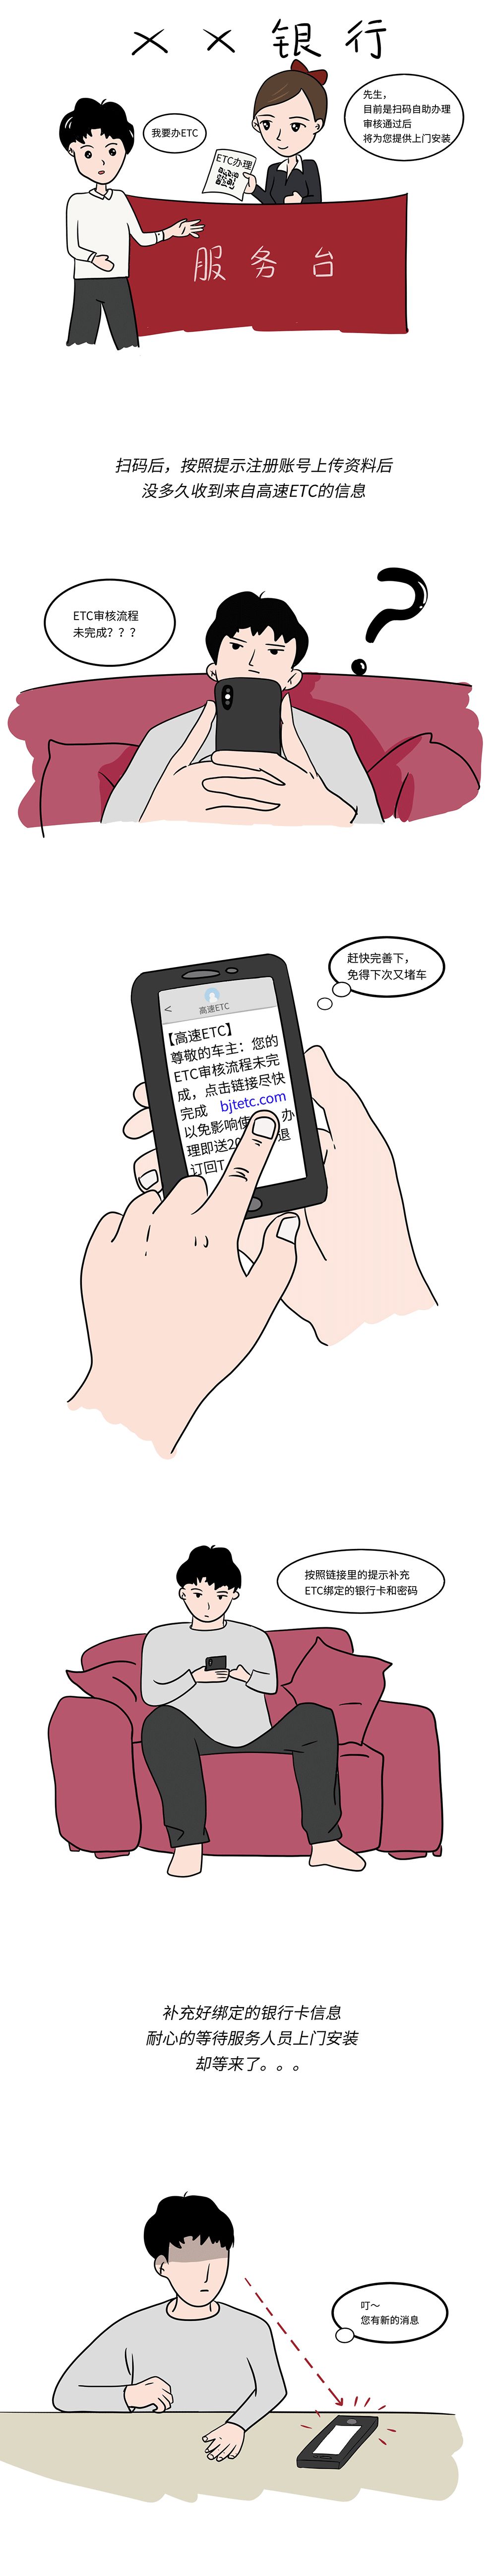 ××银行
先生，
目前是扫码自助办理
审核通过后
将为您提供上门安装
我要办ETC
ETC办理
服务台
扫码后，按照提示注册账号上传资料后
没多久收到来自高速ETC的信息
ETC审核流程
未完成？？？
赶快完善下，
免得下次又堵车
<
高速ETC
【高速ETC】
尊敬的车主：您的
ETC审核流程未完
成，点击链接尽快
完成 bjtetc.com
以免影响使 办
理即送20 退
订回T
按照链接里的提示补充
ETC绑定的银行卡和密码
补充好绑定的银行卡信息
耐心的等待服务人员上门安装
却等来了。。。
叮～
您有新的消息